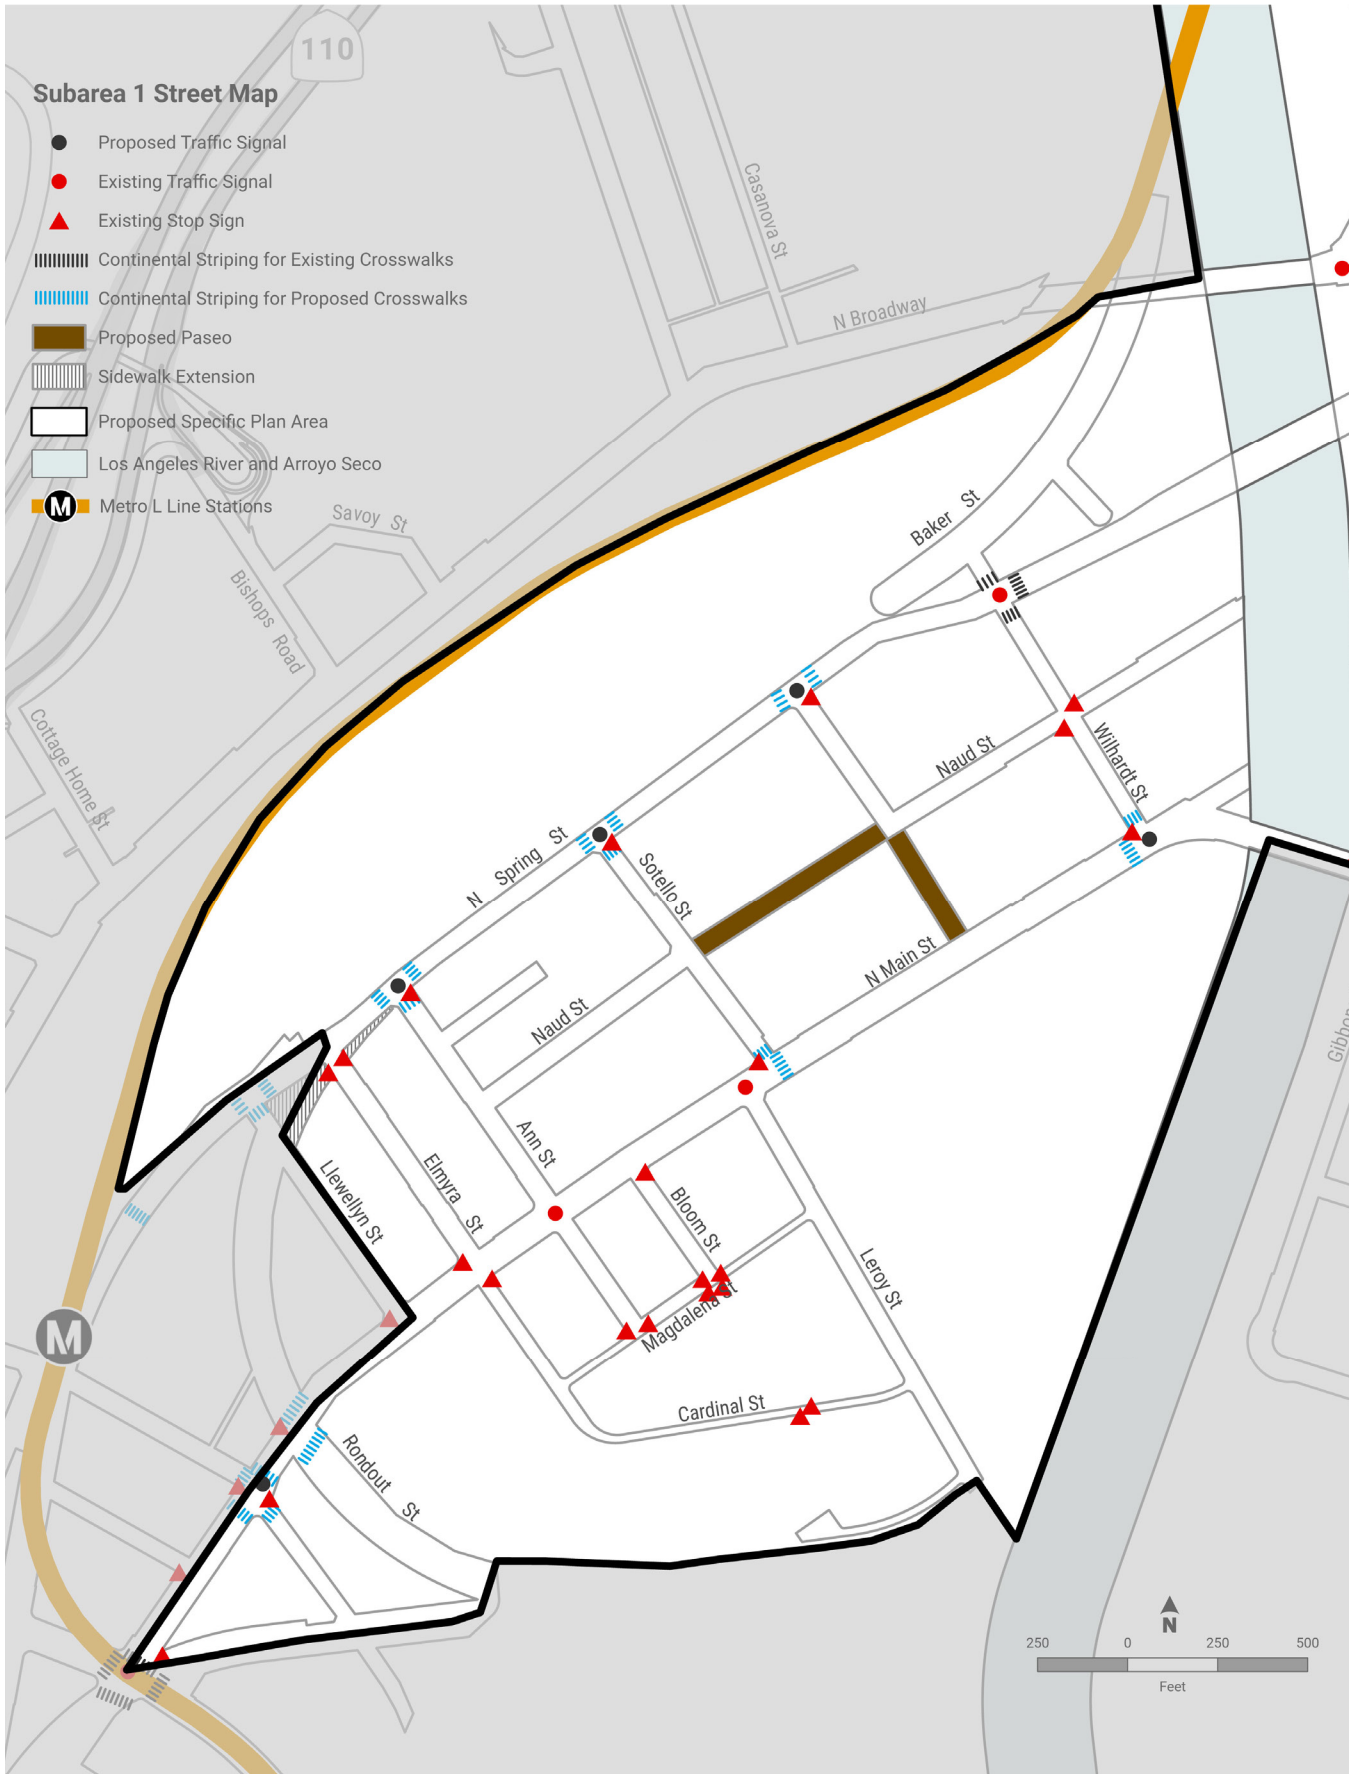 110
Subarea 1 Street Map
Proposed Traffic Signal
Existing Traffic Signal
Existing Stop Sign
Continental Striping for Existing Crosswalks
Continental Striping for Proposed Crosswalks
Proposed Paseo
Sidewalk Extension
Proposed Specific Plan Area
Los Angeles River and Arroyo Seco
M
Metro L Line Stations
Casanova St
N Broadway
Savoy St
Bishops Road
Cottage Home St
Baker St
Naud St
Wilhardt St
N Spring St
Sotello St
N Main St
Naud St
Ann St
Elmyra St
Llewellyn St
Bloom St
Magdalena St
Leroy St
Cardinal St
Rondout St
M
N
250
0
250
500
Feet